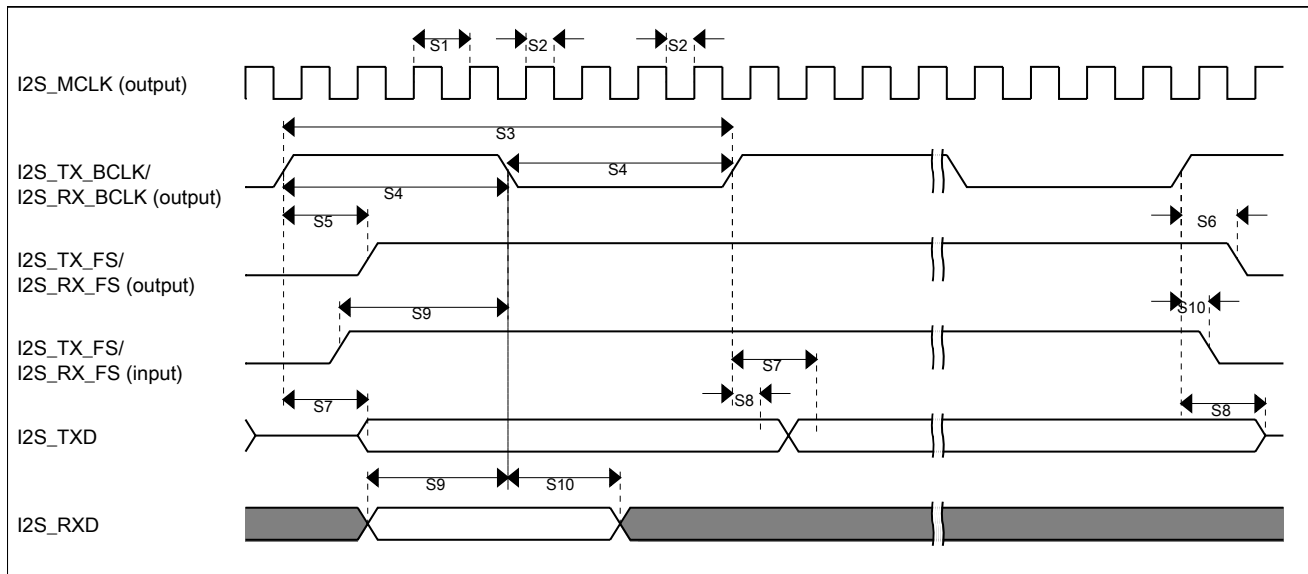 S1
S2
S2
I2S_MCLK (output)
S3
I2S_TX_BCLK/
I2S_RX_BCLK (output)
S4
S4
S5
S6
I2S_TX_FS/
I2S_RX_FS (output)
S9
S10
I2S_TX_FS/
I2S_RX_FS (input)
S7
S7
S8
S8
I2S_TXD
S9
S10
I2S_RXD